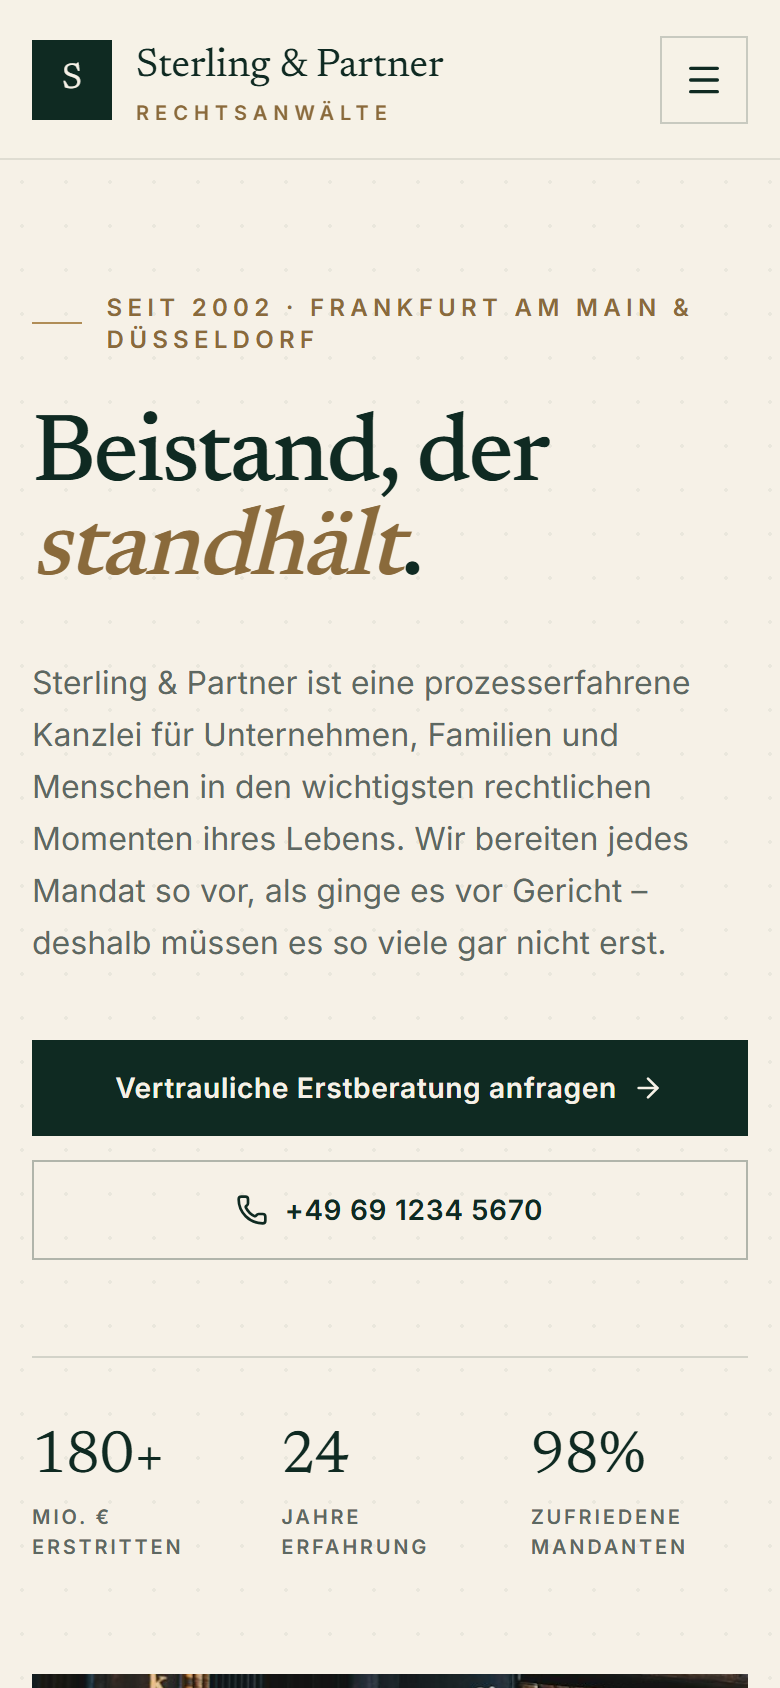 S
Sterling & Partner
RECHTSANWÄLTE
SEIT 2002 · FRANKFURT AM MAIN &
DÜSSELDORF
Beistand, der
standhält.
Sterling & Partner ist eine prozesserfahrene
Kanzlei für Unternehmen, Familien und
Menschen in den wichtigsten rechtlichen
Momenten ihres Lebens. Wir bereiten jedes
Mandat so vor, als ginge es vor Gericht –
deshalb müssen es so viele gar nicht erst.
Vertrauliche Erstberatung anfragen →
+49 69 1234 5670
180+
MIO. €
ERSTRITTEN
24
JAHRE
ERFAHRUNG
98%
ZUFRIEDENE
MANDANTEN